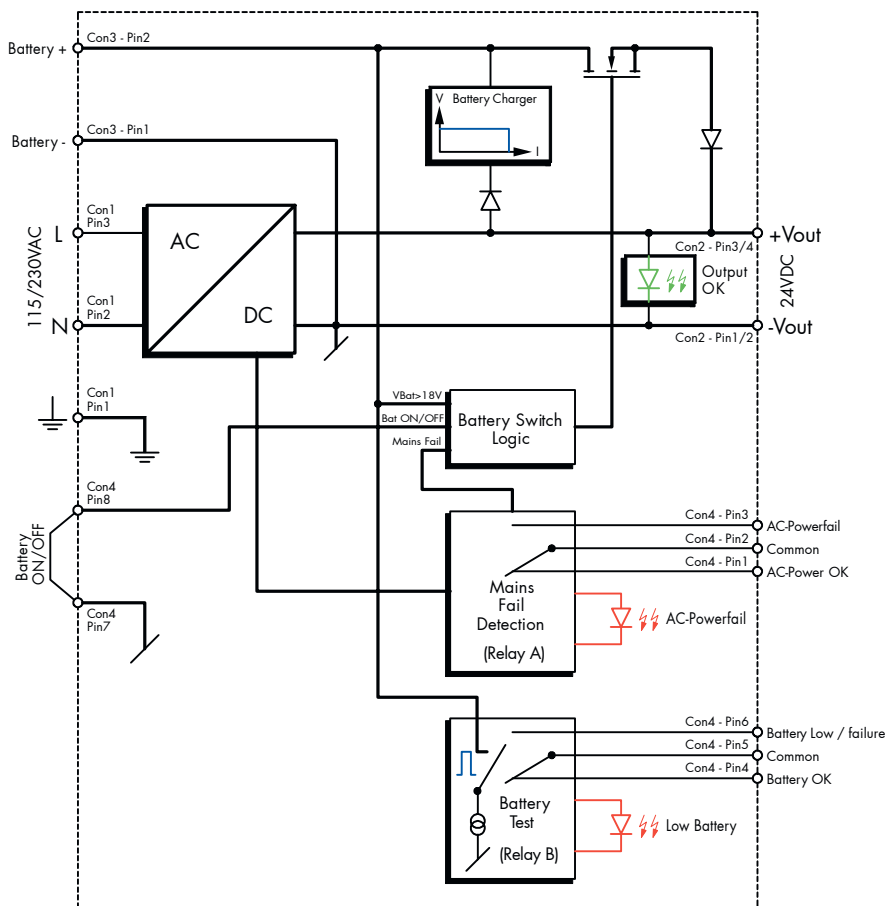 Battery +
Con3 - Pin2
V Battery Charger
I
Battery -
Con3 - Pin1
L
Con1
Pin3
AC
DC
115/230VAC
N
Con1
Pin2
+Vout
Con2 - Pin3/4
Output
OK
24VDC
-Vout
Con2 - Pin1/2
Con1
Pin1
VBat>18V
Bat ON/OFF
Mains Fail
Battery Switch
Logic
Con4
Pin8
Battery
ON/OFF
Con4
Pin7
Con4 - Pin3
AC-Powerfail
Con4 - Pin2
Common
Con4 - Pin1
AC-Power OK
Mains
Fail
Detection
(Relay A)
AC-Powerfail
Con4 - Pin6
Battery Low / failure
Con4 - Pin5
Common
Con4 - Pin4
Battery OK
Battery
Test
(Relay B)
Low Battery